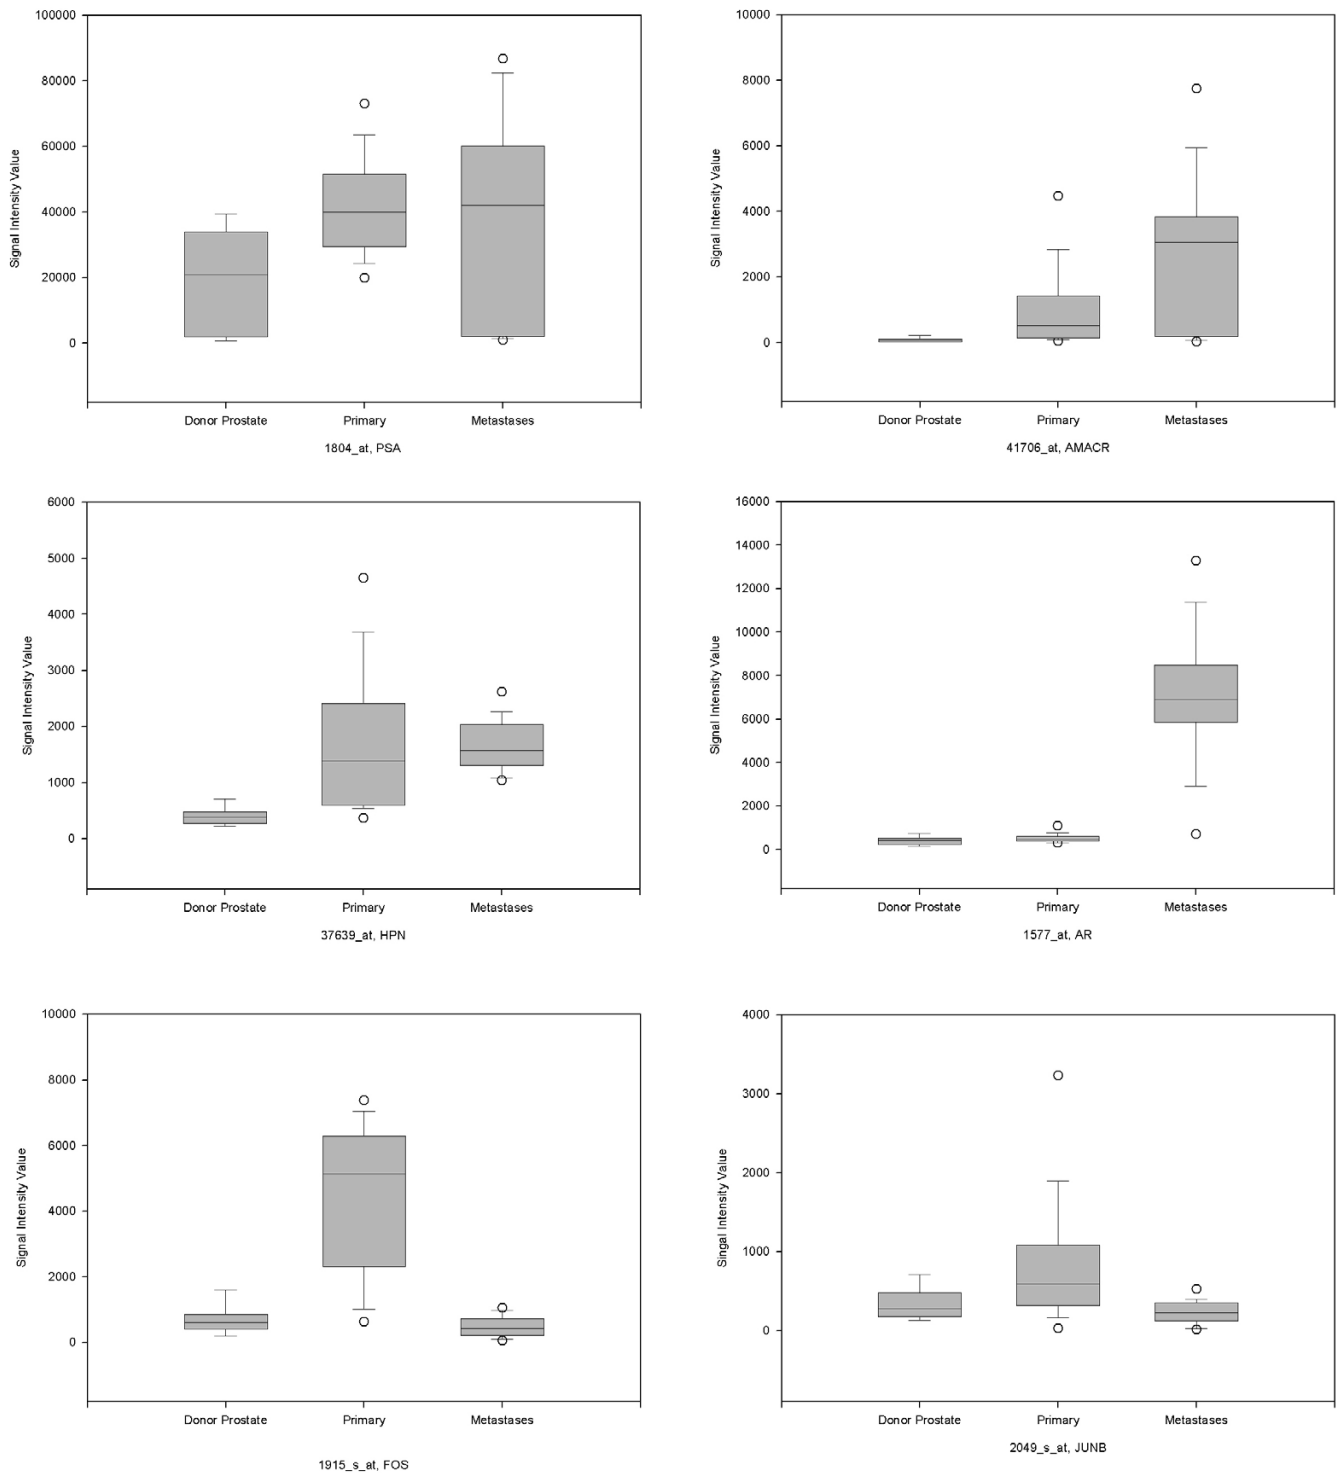 100000
80000
60000
40000
20000
0
Signal Intensity Value
Donor Prostate Primary Metastases
1804_at, PSA
10000
8000
6000
4000
2000
0
Signal Intensity Value
Donor Prostate Primary Metastases
41706_at, AMACR
6000
5000
4000
3000
2000
1000
0
Signal Intensity Value
Donor Prostate Primary Metastases
37639_at, HPN
16000
14000
12000
10000
8000
6000
4000
2000
0
Signal Intensity Value
Donor Prostate Primary Metastases
1577_at, AR
10000
8000
6000
4000
2000
0
Signal Intensity Value
Donor Prostate Primary Metastases
1915_s_at, FOS
4000
3000
2000
1000
0
Singal Intensity Value
Donor Prostate Primary Metastases
2049_s_at, JUNB